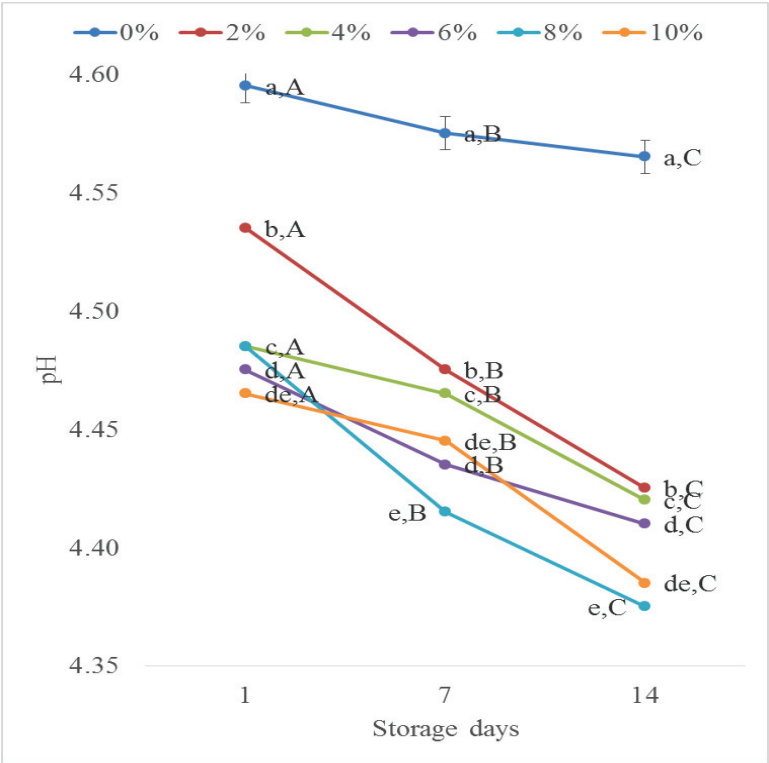 0% 2% 4% 6% 8% 10%
4.60
a,A
a,B
a,C
4.55
b,A
4.50
c,A
d,A
de,A
b,B
c,B
pH
4.45
de,B
d,B
e,B
b,C
c,C
d,C
4.40
de,C
e,C
4.35
1 7 14
Storage days